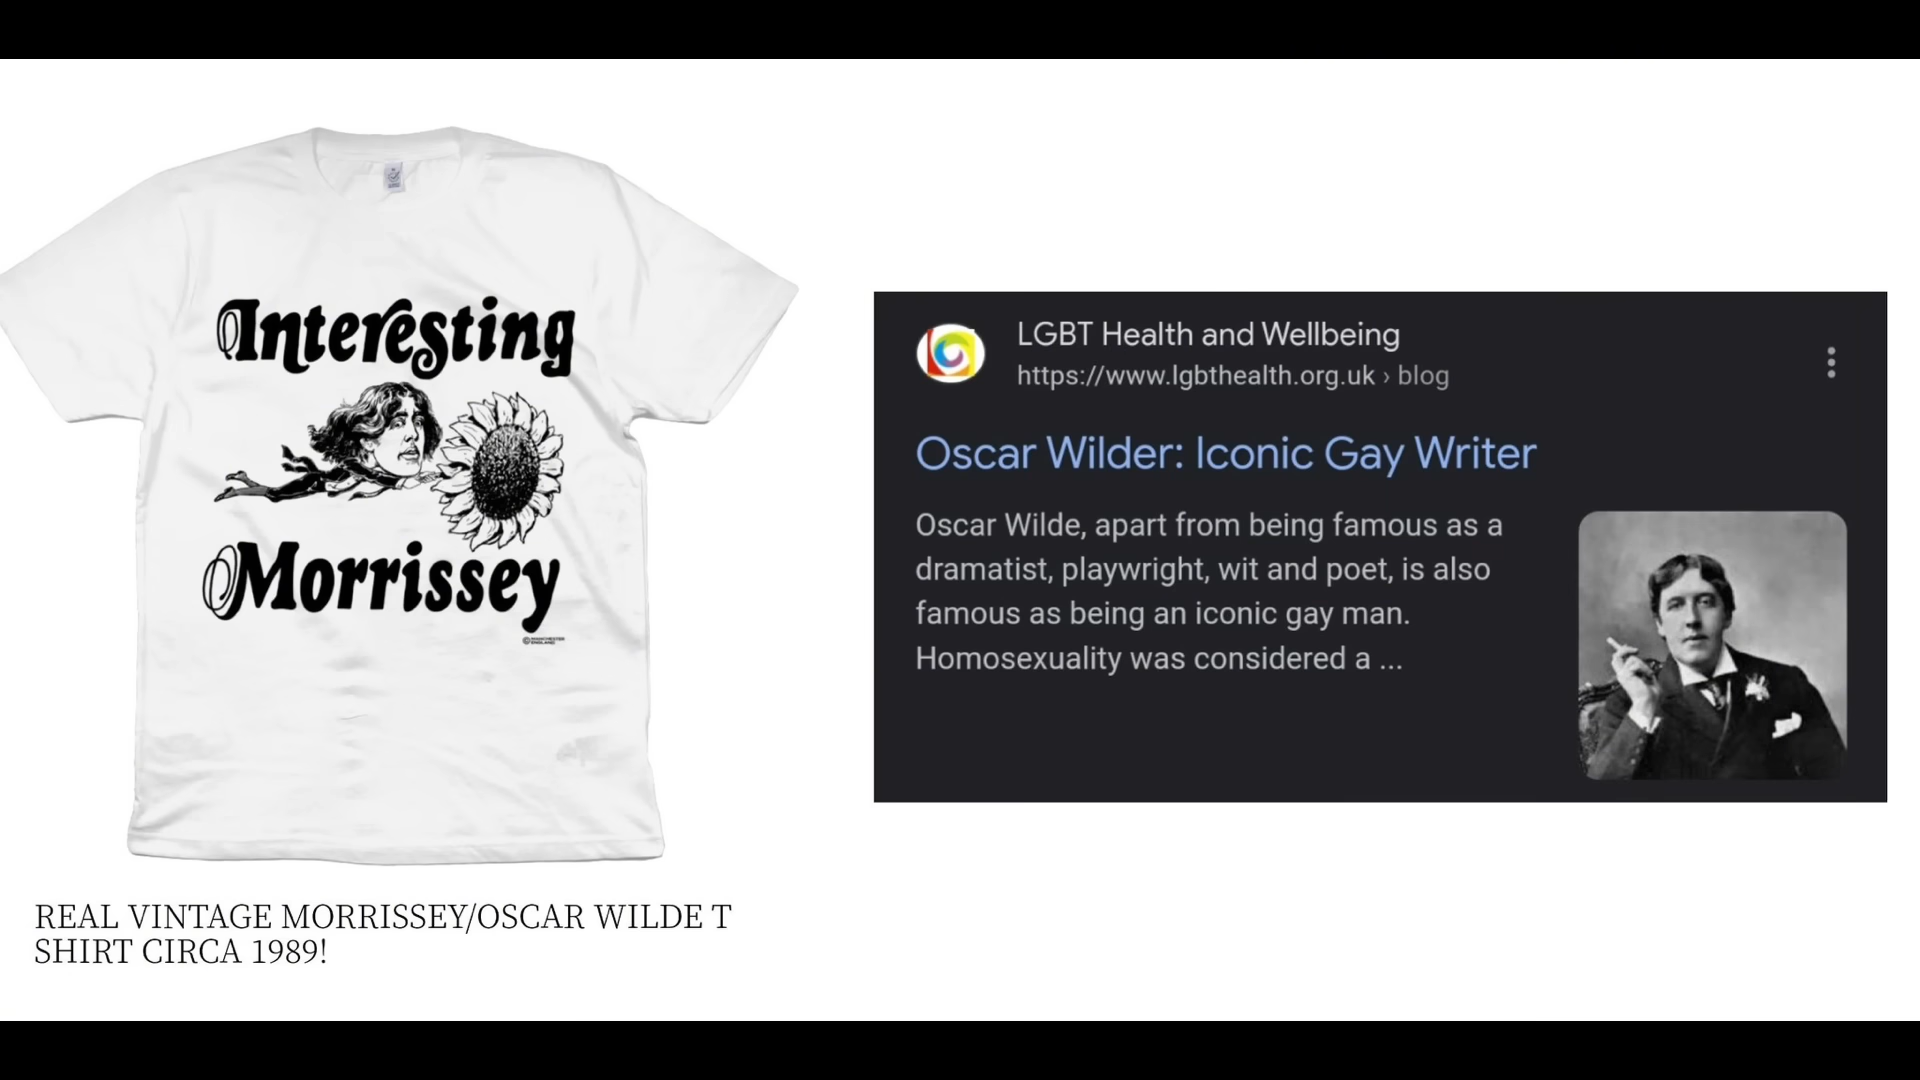 Interesting
Morrissey
© MANCHESTER
ENGLAND
REAL VINTAGE MORRISSEY/OSCAR WILDE T
SHIRT CIRCA 1989!
LGBT Health and Wellbeing
https://www.lgbthealth.org.uk › blog
Oscar Wilder: Iconic Gay Writer
Oscar Wilde, apart from being famous as a
dramatist, playwright, wit and poet, is also
famous as being an iconic gay man.
Homosexuality was considered a ...